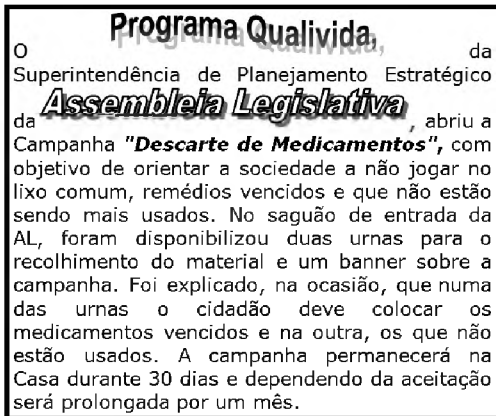 O Programa Qualivida, da
Superintendência de Planejamento Estratégico
da Assembleia Legislativa, abriu a
Campanha "Descarte de Medicamentos", com
objetivo de orientar a sociedade a não jogar no
lixo comum, remédios vencidos e que não estão
sendo mais usados. No saguão de entrada da
AL, foram disponibilizou duas urnas para o
recolhimento do material e um banner sobre a
campanha. Foi explicado, na ocasião, que numa
das urnas o cidadão deve colocar os
medicamentos vencidos e na outra, os que não
estão usados. A campanha permanecerá na
Casa durante 30 dias e dependendo da aceitação
será prolongada por um mês.